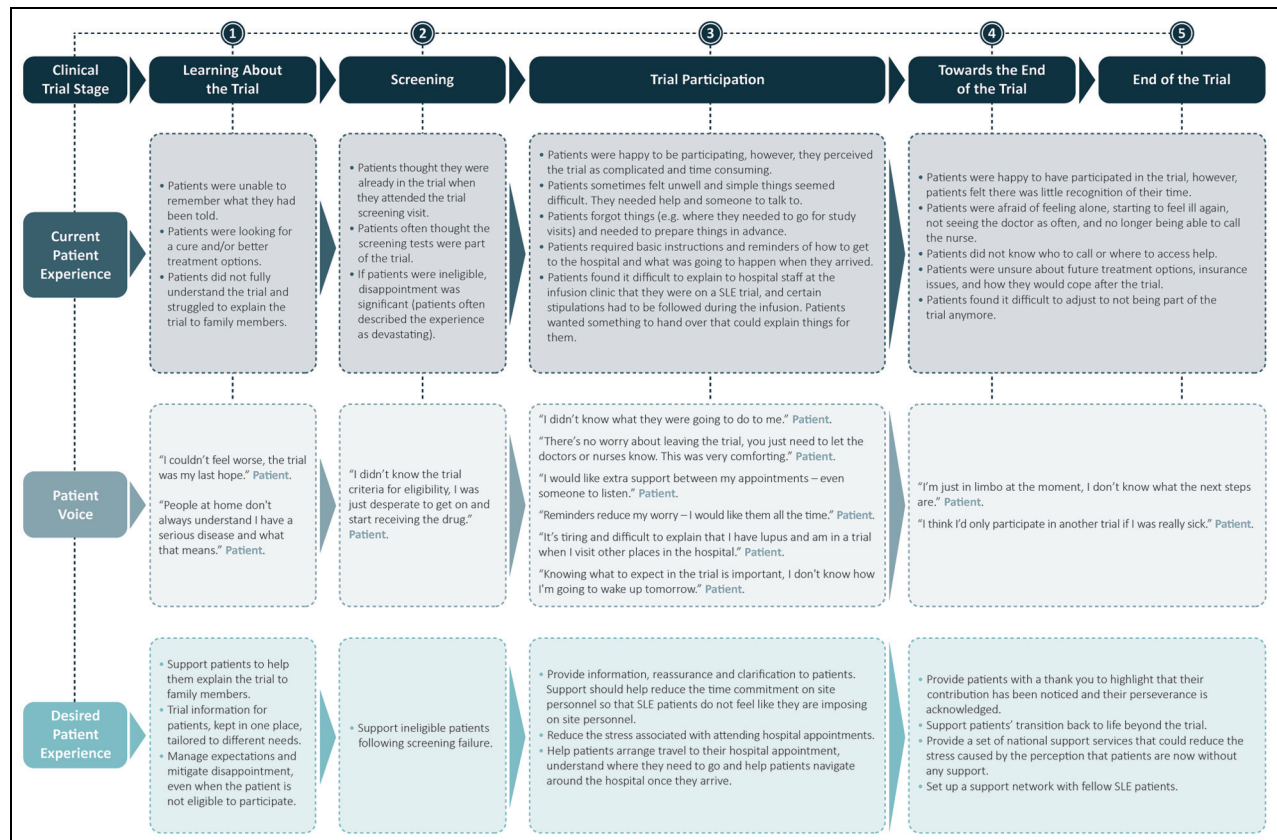 1
2
3
4
5
Clinical
Trial Stage
Learning About
the Trial
Screening
Trial Participation
Towards the End
of the Trial
End of the Trial
Current
Patient
Experience
• Patients were unable to
remember what they had
been told.
• Patients were looking for
a cure and/or better
treatment options.
• Patients did not fully
understand the trial and
struggled to explain the
trial to family members.
• Patients thought they were
already in the trial when
they attended the trial
screening visit.
• Patients often thought the
screening tests were part
of the trial.
• If patients were ineligible,
disappointment was
significant (patients often
described the experience
as devastating).
• Patients were happy to be participating, however, they perceived
the trial as complicated and time consuming.
• Patients sometimes felt unwell and simple things seemed
difficult. They needed help and someone to talk to.
• Patients forgot things (e.g. where they needed to go for study
visits) and needed to prepare things in advance.
• Patients required basic instructions and reminders of how to get
to the hospital and what was going to happen when they arrived.
• Patients found it difficult to explain to hospital staff at the
infusion clinic that they were on a SLE trial, and certain
stipulations had to be followed during the infusion. Patients
wanted something to hand over that could explain things for
them.
• Patients were happy to have participated in the trial, however,
patients felt there was little recognition of their time.
• Patients were afraid of feeling alone, starting to feel ill again,
not seeing the doctor as often, and no longer being able to call
the nurse.
• Patients did not know who to call or where to access help.
• Patients were unsure about future treatment options, insurance
issues, and how they would cope after the trial.
• Patients found it difficult to adjust to not being part of the
trial anymore.
Patient
Voice
“I couldn’t feel worse, the trial
was my last hope.” Patient.
“People at home don’t
always understand I have a
serious disease and what
that means.” Patient.
“I didn’t know the trial
criteria for eligibility, I was
just desperate to get on and
start receiving the drug.”
Patient.
“I didn’t know what they were going to do to me.” Patient.
“There’s no worry about leaving the trial, you just need to let the
doctors or nurses know. This was very comforting.” Patient.
“I would like extra support between my appointments – even
someone to listen.” Patient.
“Reminders reduce my worry – I would like them all the time.” Patient.
“It’s tiring and difficult to explain that I have lupus and am in a trial
when I visit other places in the hospital.” Patient.
“Knowing what to expect in the trial is important, I don't know how
I'm going to wake up tomorrow.” Patient.
“I’m just in limbo at the moment, I don’t know what the next steps
are.” Patient.
“I think I’d only participate in another trial if I was really sick.” Patient.
Desired
Patient
Experience
• Support patients to help
them explain the trial to
family members.
• Trial information for
patients, kept in one place,
tailored to different needs.
• Manage expectations and
mitigate disappointment,
even when the patient is
not eligible to participate.
• Support ineligible patients
following screening failure.
• Provide information, reassurance and clarification to patients.
Support should help reduce the time commitment on site
personnel so that SLE patients do not feel like they are imposing
on site personnel.
• Reduce the stress associated with attending hospital appointments.
• Help patients arrange travel to their hospital appointment,
understand where they need to go and help patients navigate
around the hospital once they arrive.
• Provide patients with a thank you to highlight that their
contribution has been noticed and their perseverance is
acknowledged.
• Support patients’ transition back to life beyond the trial.
• Provide a set of national support services that could reduce the
stress caused by the perception that patients are now without
any support.
• Set up a support network with fellow SLE patients.